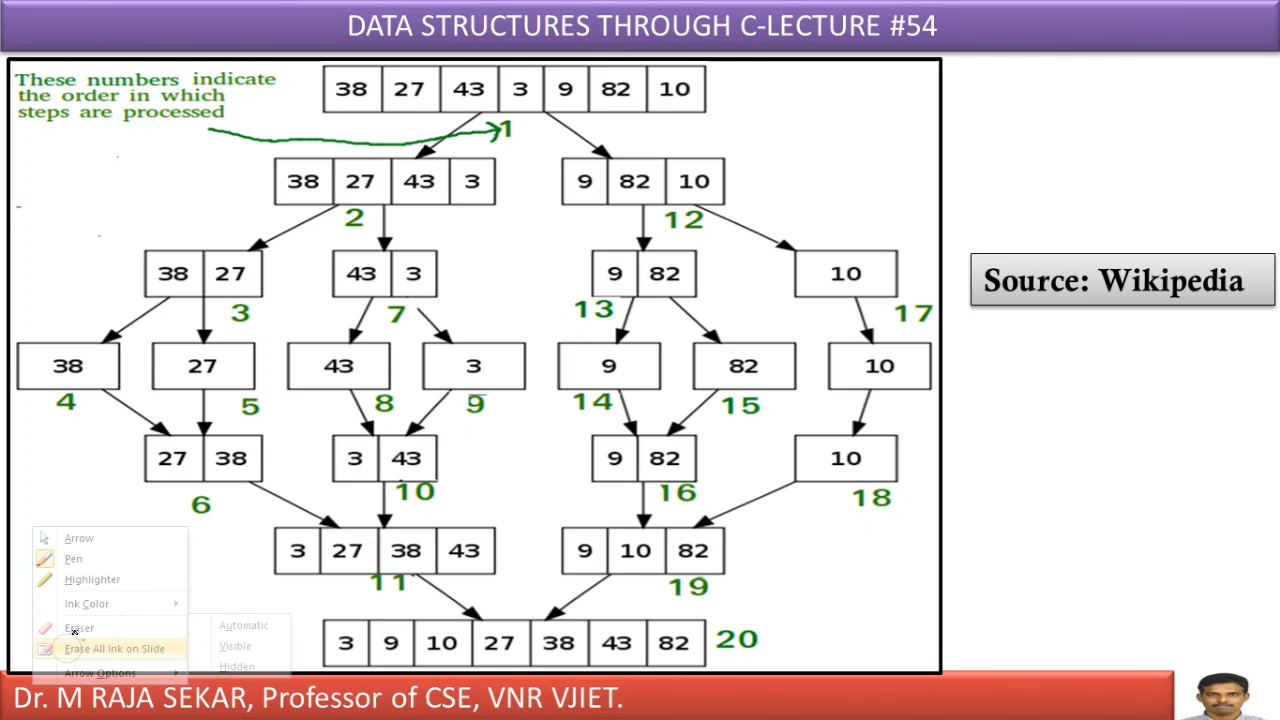 DATA STRUCTURES THROUGH C-LECTURE #54
These numbers indicate
the order in which
steps are processed
38 27 43 3 9 82 10
1
38 27 43 3 9 82 10
2 12
38 27 43 3 9 82 10
3 7 13 17
38 27 43 3 9 82 10
4 5 8 9 14 15
27 38 3 43 9 82 10
6 10 16 18
3 27 38 43 9 10 82
11 19
3 9 10 27 38 43 82 20
Source: Wikipedia
Arrow
Pen
Highlighter
Ink Color
Eraser
Erase All Ink on Slide
Arrow Options
Automatic
Visible
Hidden
Dr. M RAJA SEKAR, Professor of CSE, VNR VJIET.